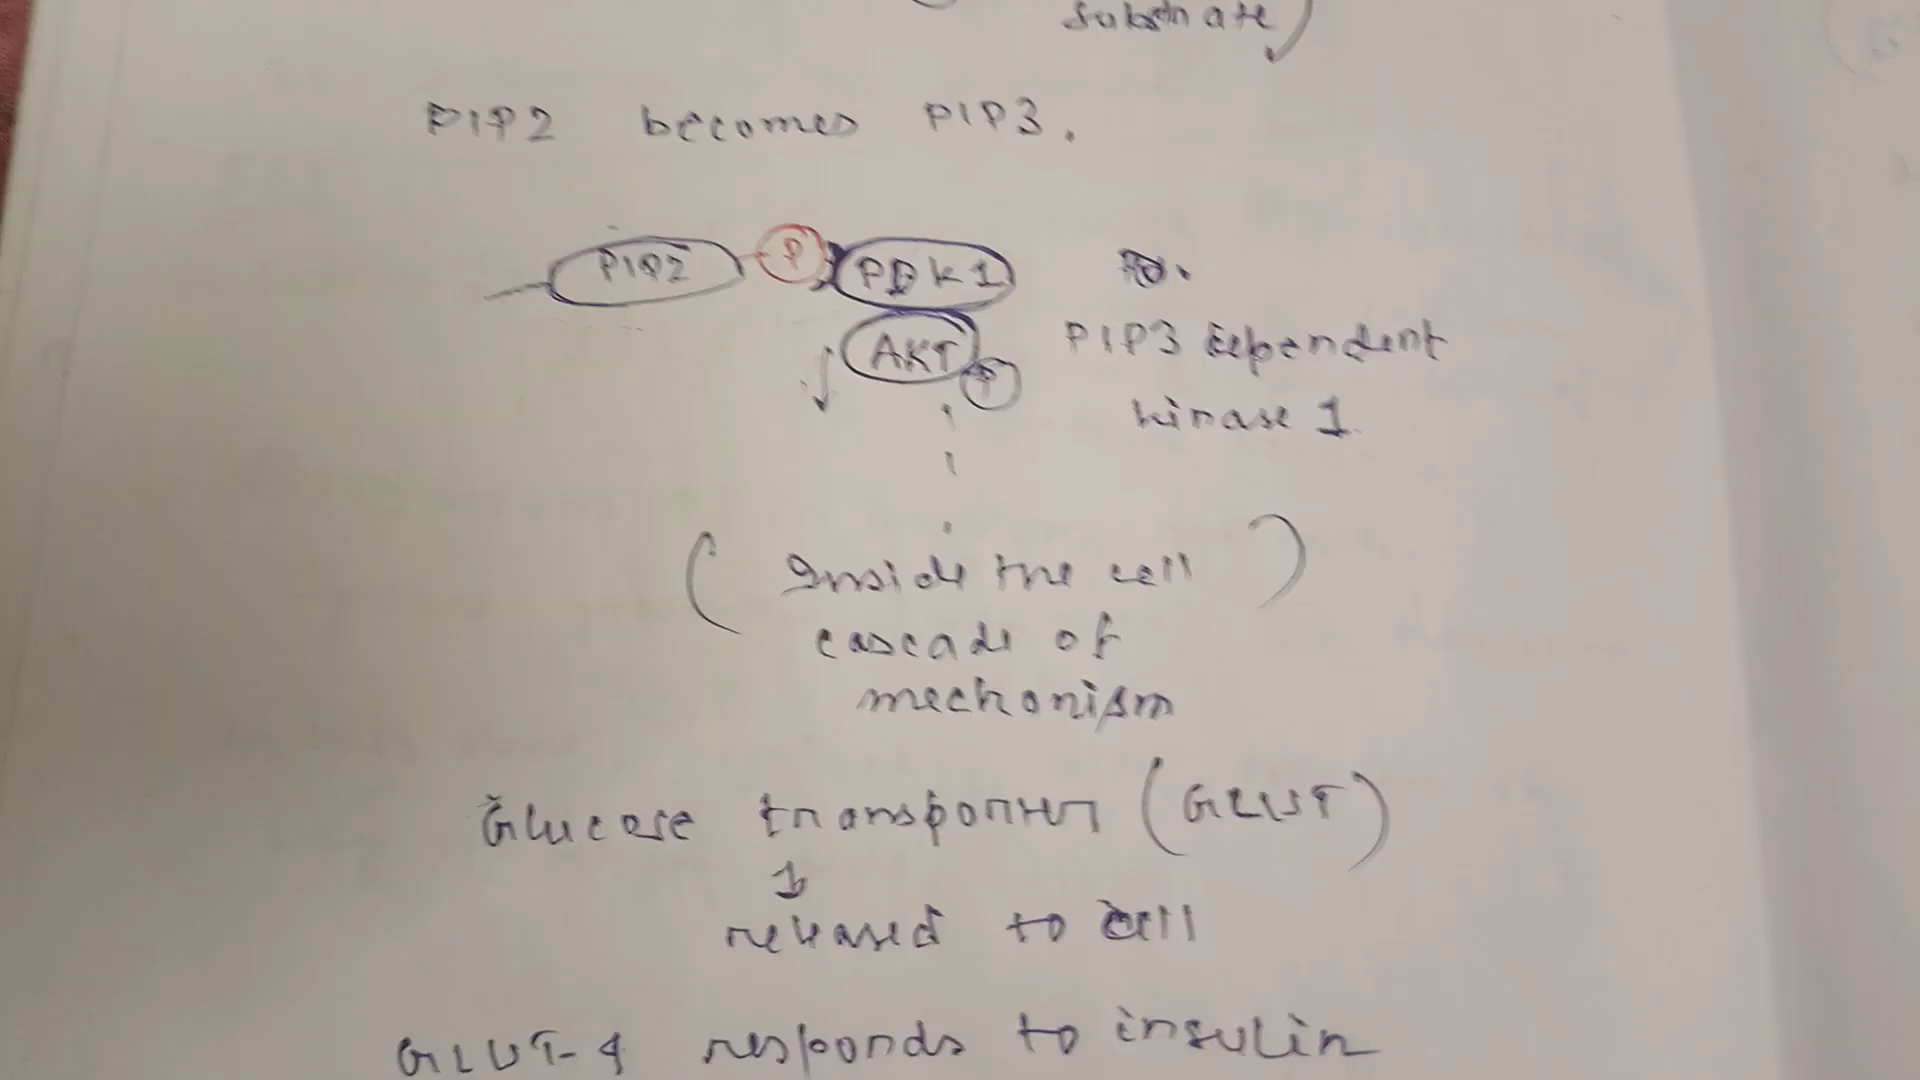 substrate)
PIP2 becomes PIP3.
PIP2 P PDK1
AKT P
PIP3 dependent
kinase 1
( Inside the cell )
cascade of
mechonism
Glucose transporter (GLUT)
released to cell
GLUT-4 responds to insulin